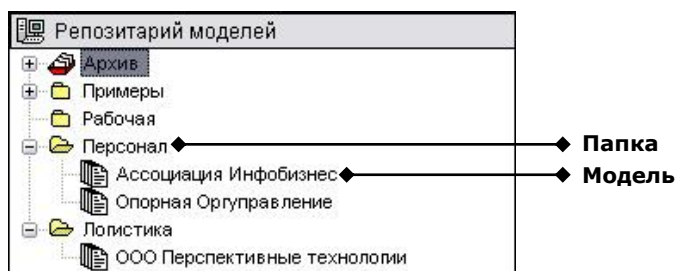 Репозитарий моделей
Архив
Примеры
Рабочая
Персонал Папка
Ассоциация Инфобизнес Модель
Опорная Оргуправление
Логистика
ООО Перспективные технологии